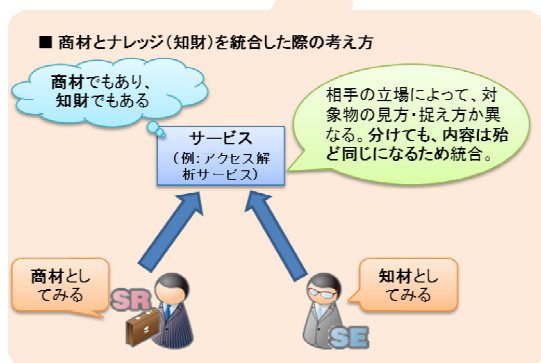 ■ 商材とナレッジ（知財）を統合した際の考え方
商材でもあり、
知財でもある
サービス
（例：アクセス解
析サービス）
相手の立場によって、対
象物の見方・捉え方か異
なる。分けても、内容は殆
ど同じになるため統合。
商材とし
てみる
SR
知材とし
てみる
SE